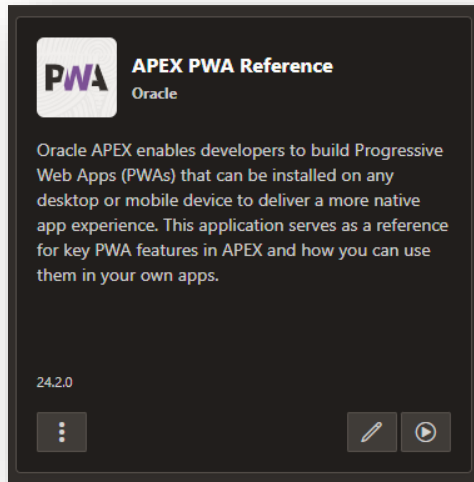 PWA
APEX PWA Reference
Oracle
Oracle APEX enables developers to build Progressive
Web Apps (PWAs) that can be installed on any
desktop or mobile device to deliver a more native
app experience. This application serves as a reference
for key PWA features in APEX and how you can use
them in your own apps.
24.2.0